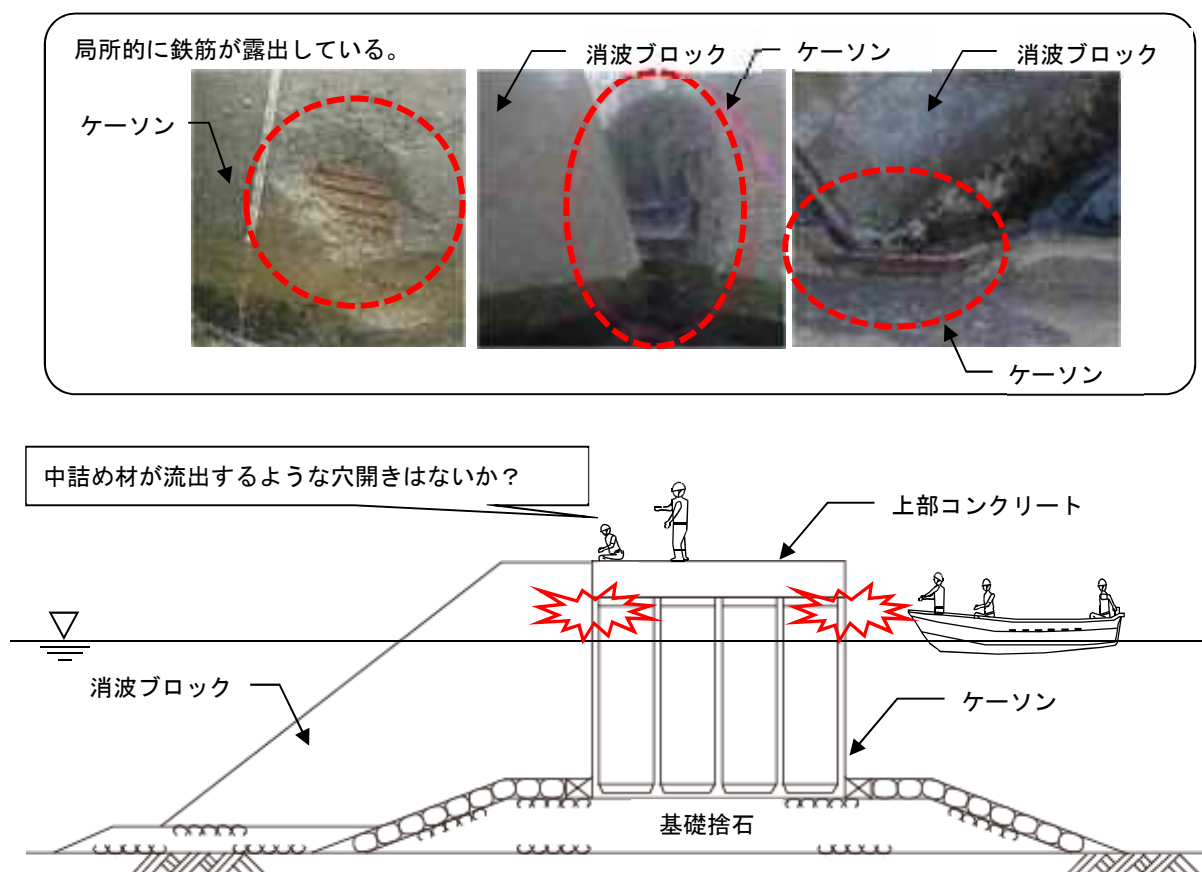 局所的に鉄筋が露出している。
消波ブロック
ケーソン
消波ブロック
ケーソン
ケーソン
中詰め材が流出するような穴開きはないか？
上部コンクリート
消波ブロック
ケーソン
基礎捨石